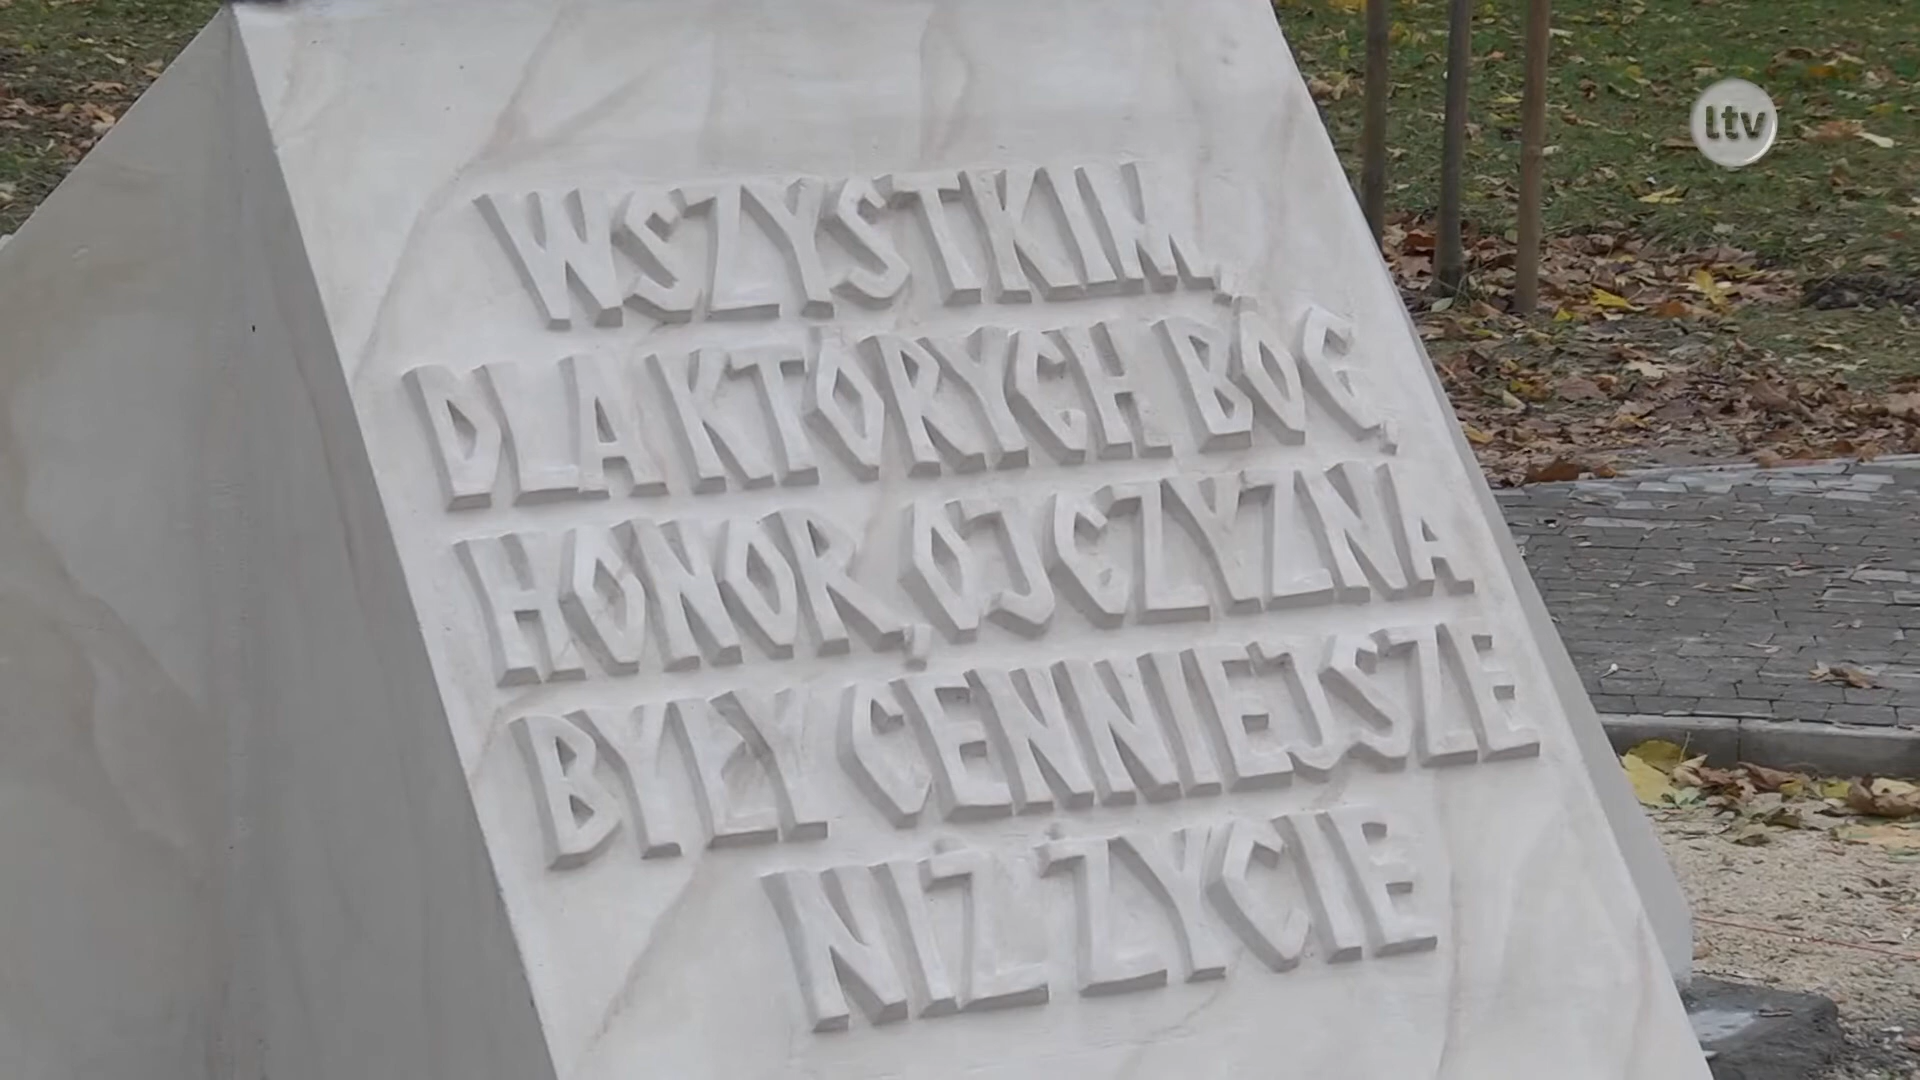 WSZYSTKIM,
DLA KTÓRYCH BÓG,
HONOR, OJCZYZNA
BYŁY CENNIEJSZE
NIŻ ŻYCIE
ltv